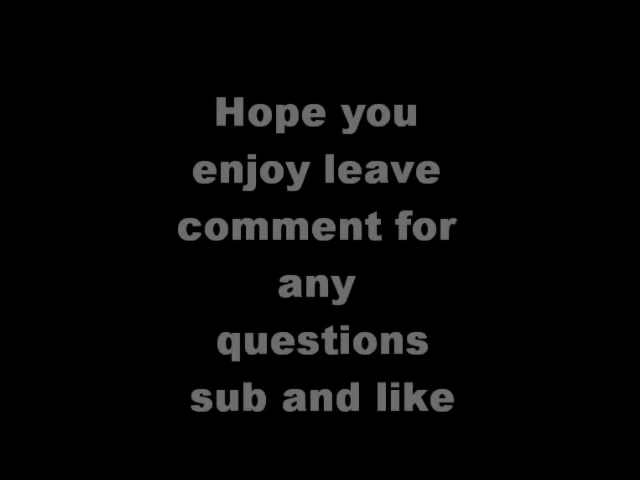 Hope you
enjoy leave
comment for
any
questions
sub and like